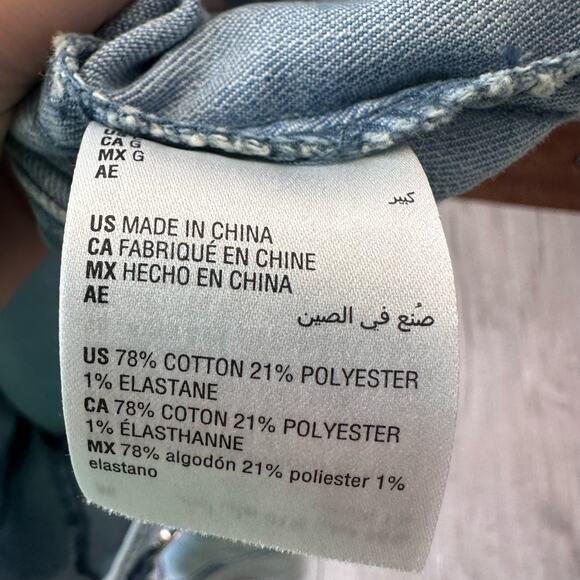 CA G
MX G
AE
كبير
US MADE IN CHINA
CA FABRIQUÉ EN CHINE
MX HECHO EN CHINA
AE
صُنع في الصين
US 78% COTTON 21% POLYESTER
1% ELASTANE
CA 78% COTON 21% POLYESTER
1% ÉLASTHANNE
MX 78% algodón 21% poliester 1%
elastano